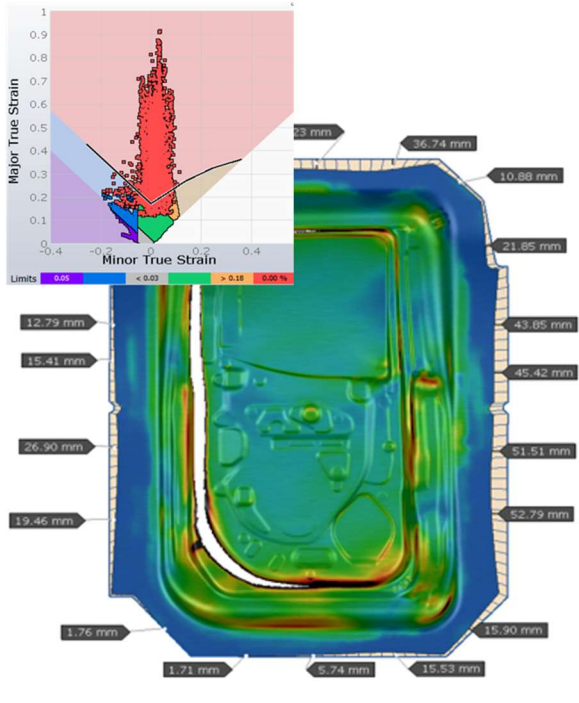 1
0.9
0.8
0.7
0.6
0.5
0.4
0.3
0.2
0.1
0
Major True Strain
-0.4
-0.2
0
0.2
0.4
Minor True Strain
Limits 0.05 < 0.03 > 0.18 0.00 %
23 mm
36.74 mm
10.88 mm
21.85 mm
12.79 mm
43.85 mm
15.41 mm
45.42 mm
26.90 mm
51.51 mm
19.46 mm
52.79 mm
1.76 mm
15.90 mm
1.71 mm
5.74 mm
15.53 mm